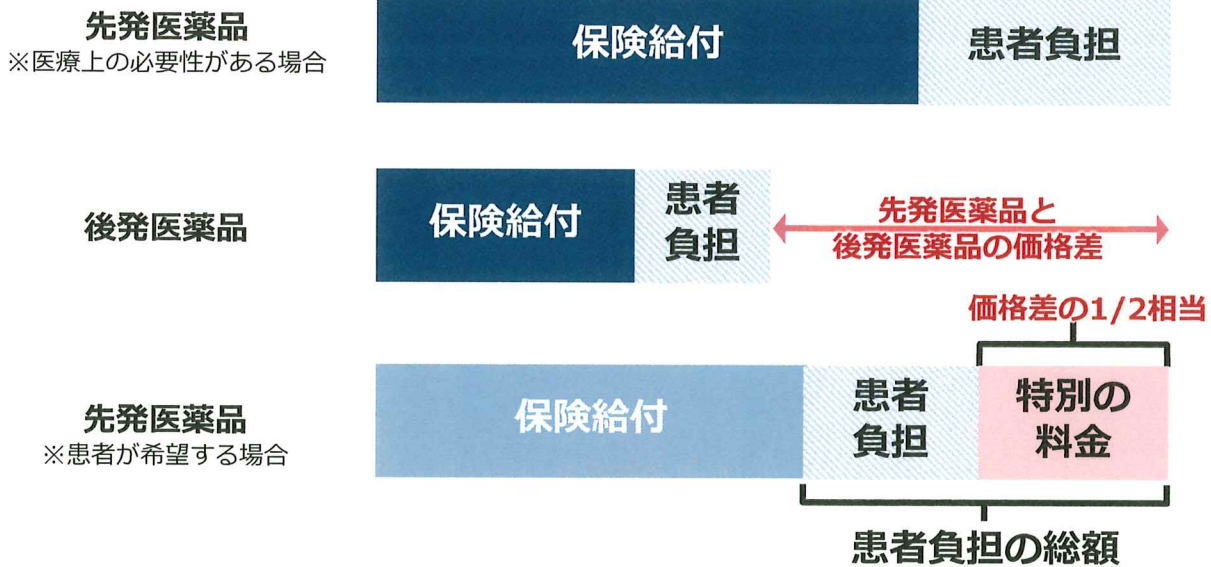 先発医薬品
※医療上の必要性がある場合
保険給付
患者負担
後発医薬品
保険給付
患者
負担
先発医薬品と
後発医薬品の価格差
価格差の1/2相当
先発医薬品
※患者が希望する場合
保険給付
患者
負担
特別の
料金
患者負担の総額